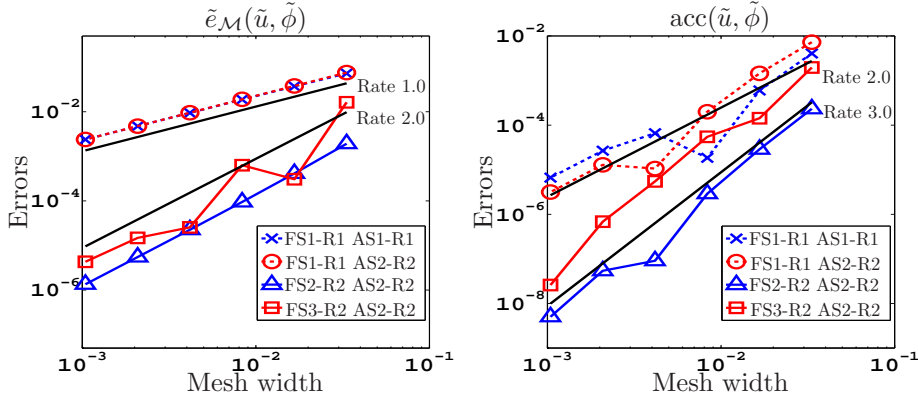 ẽ_M(ũ, ϕ̃)
10^-2
10^-4
10^-6
Errors
Rate 1.0
Rate 2.0
FS1-R1 AS1-R1
FS1-R1 AS2-R2
FS2-R2 AS2-R2
FS3-R2 AS2-R2
10^-3 10^-2 10^-1
Mesh width
acc(ũ, ϕ̃)
10^-2
10^-4
10^-6
10^-8
Errors
Rate 2.0
Rate 3.0
FS1-R1 AS1-R1
FS1-R1 AS2-R2
FS2-R2 AS2-R2
FS3-R2 AS2-R2
10^-3 10^-2 10^-1
Mesh width